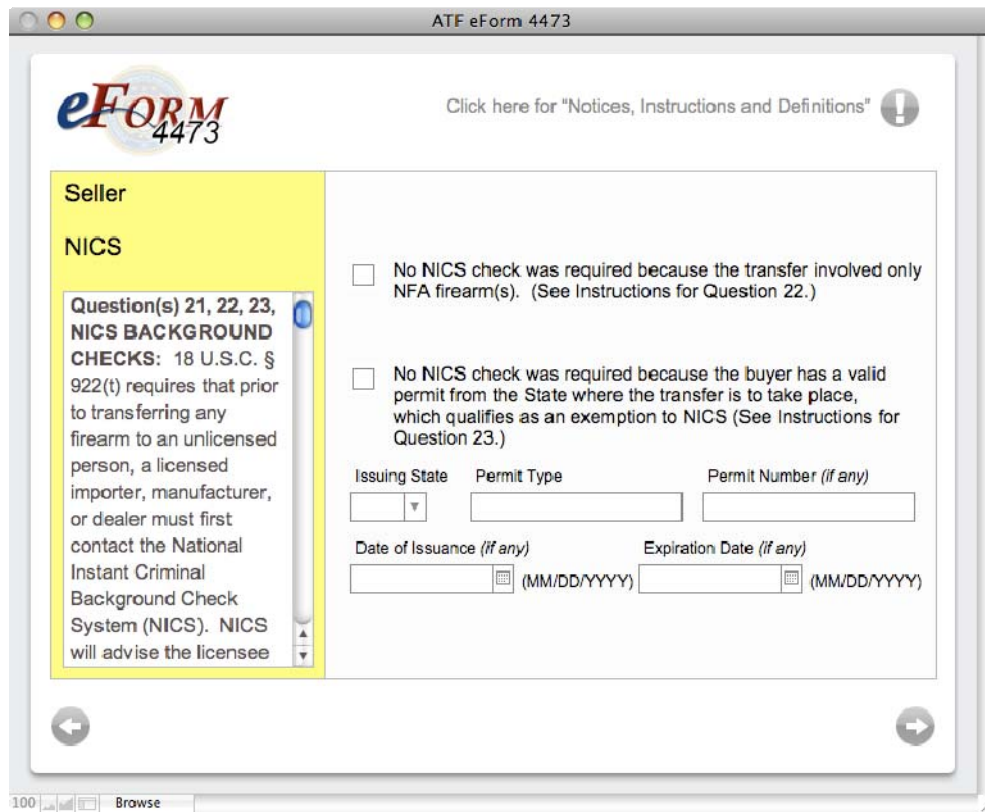 ATF eForm 4473
eFORM
4473
Click here for "Notices, Instructions and Definitions"
Seller
NICS
Question(s) 21, 22, 23,
NICS BACKGROUND
CHECKS: 18 U.S.C. §
922(t) requires that prior
to transferring any
firearm to an unlicensed
person, a licensed
importer, manufacturer,
or dealer must first
contact the National
Instant Criminal
Background Check
System (NICS). NICS
will advise the licensee
No NICS check was required because the transfer involved only
NFA firearm(s). (See Instructions for Question 22.)
No NICS check was required because the buyer has a valid
permit from the State where the transfer is to take place,
which qualifies as an exemption to NICS (See Instructions for
Question 23.)
Issuing State Permit Type Permit Number (if any)
Date of Issuance (if any) Expiration Date (if any)
(MM/DD/YYYY) (MM/DD/YYYY)
100 Browse